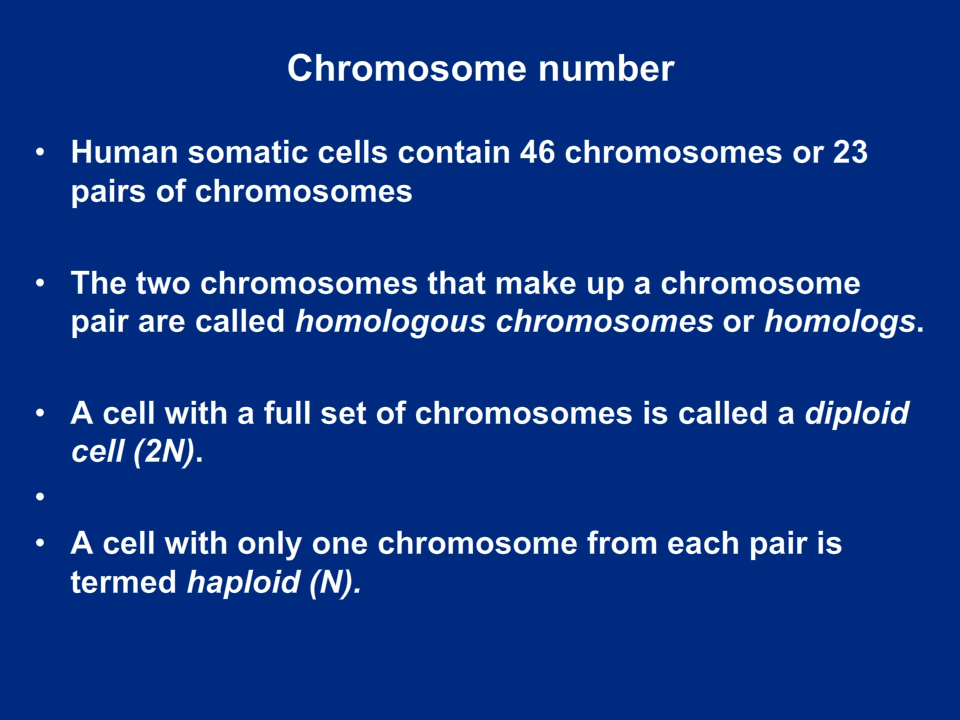 Chromosome number
• Human somatic cells contain 46 chromosomes or 23
pairs of chromosomes
• The two chromosomes that make up a chromosome
pair are called homologous chromosomes or homologs.
• A cell with a full set of chromosomes is called a diploid
cell (2N).
•
• A cell with only one chromosome from each pair is
termed haploid (N).